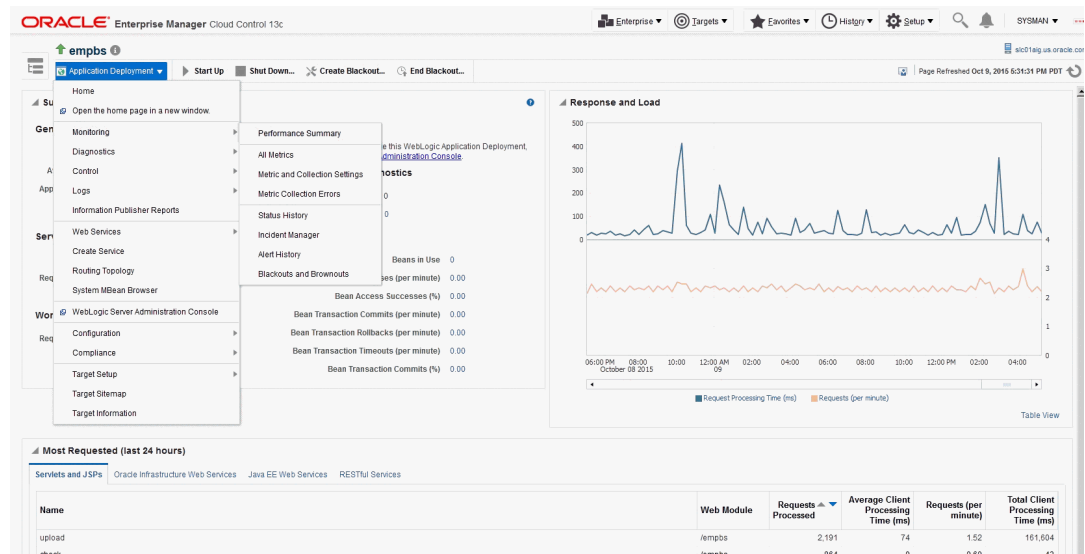 ORACLE Enterprise Manager Cloud Control 13c
Enterprise Targets Favorites History Setup SYSMAN
empbs
slc01aig.us.oracle.com
Application Deployment Start Up Shut Down... Create Blackout... End Blackout...
Page Refreshed Oct 9, 2015 5:31:31 PM PDT
Home
Open the home page in a new window.
Monitoring
Diagnostics
Control
Logs
Information Publisher Reports
Web Services
Create Service
Routing Topology
System MBean Browser
WebLogic Server Administration Console
Configuration
Compliance
Target Setup
Target Sitemap
Target Information
Performance Summary
All Metrics
Metric and Collection Settings
Metric Collection Errors
Status History
Incident Manager
Alert History
Blackouts and Brownouts
this WebLogic Application Deployment,
Administration Console.
0
0
Beans in Use 0
(per minute) 0.00
Bean Access Successes (%) 0.00
Bean Transaction Commits (per minute) 0.00
Bean Transaction Rollbacks (per minute) 0.00
Bean Transaction Timeouts (per minute) 0.00
Bean Transaction Commits (%) 0.00
Response and Load
500
400
300
200
100
0
4
3
2
1
0
06:00 PM 08:00 10:00 12:00 AM 02:00 04:00 06:00 08:00 10:00 12:00 PM 02:00 04:00
October 08 2015 09
Request Processing Time (ms) Requests (per minute)
Table View
Most Requested (last 24 hours)
Servlets and JSPs Oracle Infrastructure Web Services Java EE Web Services RESTful Services
Name Web Module Requests Processed Average Client Processing Time (ms) Requests (per minute) Total Client Processing Time (ms)
upload /empbs 2,191 74 1.52 161,604